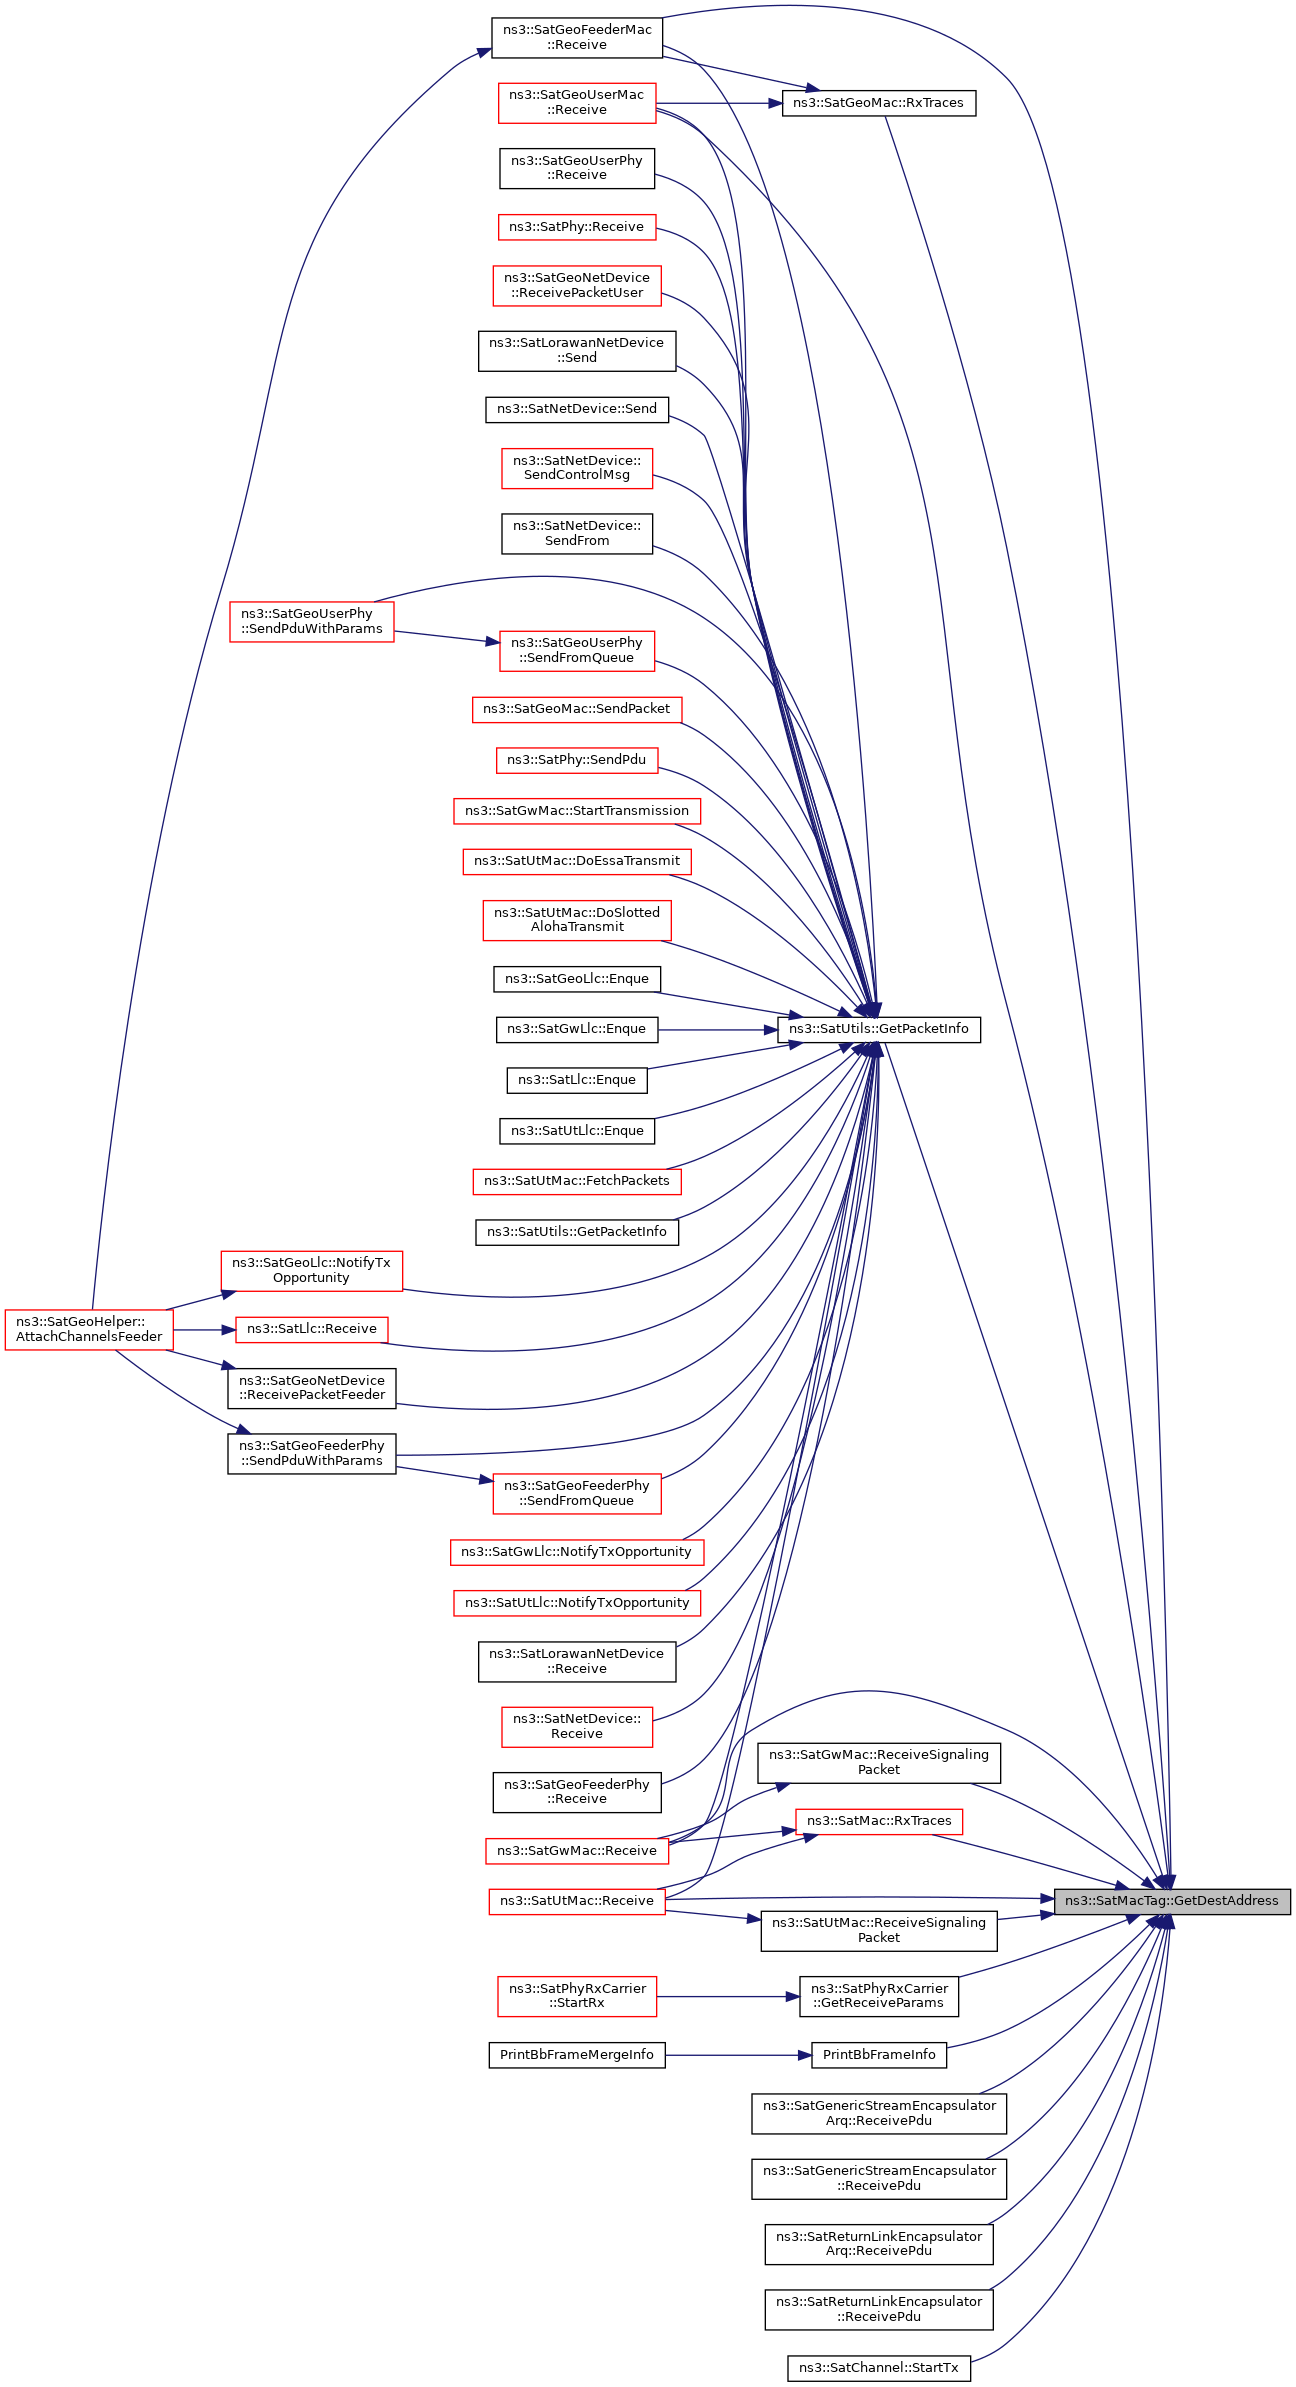 ns3::SatGeoFeederMac
::Receive
ns3::SatGeoUserMac
::Receive
ns3::SatGeoMac::RxTraces
ns3::SatGeoUserPhy
::Receive
ns3::SatPhy::Receive
ns3::SatGeoNetDevice
::ReceivePacketUser
ns3::SatLorawanNetDevice
::Send
ns3::SatNetDevice::Send
ns3::SatNetDevice::
SendControlMsg
ns3::SatNetDevice::
SendFrom
ns3::SatGeoUserPhy
::SendPduWithParams
ns3::SatGeoUserPhy
::SendFromQueue
ns3::SatGeoMac::SendPacket
ns3::SatPhy::SendPdu
ns3::SatGwMac::StartTransmission
ns3::SatUtMac::DoEssaTransmit
ns3::SatUtMac::DoSlotted
AlohaTransmit
ns3::SatGeoLlc::Enque
ns3::SatGwLlc::Enque
ns3::SatUtils::GetPacketInfo
ns3::SatLlc::Enque
ns3::SatUtLlc::Enque
ns3::SatUtMac::FetchPackets
ns3::SatUtils::GetPacketInfo
ns3::SatGeoLlc::NotifyTx
Opportunity
ns3::SatGeoHelper::
AttachChannelsFeeder
ns3::SatLlc::Receive
ns3::SatGeoNetDevice
::ReceivePacketFeeder
ns3::SatGeoFeederPhy
::SendPduWithParams
ns3::SatGeoFeederPhy
::SendFromQueue
ns3::SatGwLlc::NotifyTxOpportunity
ns3::SatUtLlc::NotifyTxOpportunity
ns3::SatLorawanNetDevice
::Receive
ns3::SatNetDevice::
Receive
ns3::SatGeoFeederPhy
::Receive
ns3::SatGwMac::ReceiveSignaling
Packet
ns3::SatMac::RxTraces
ns3::SatGwMac::Receive
ns3::SatUtMac::Receive
ns3::SatMacTag::GetDestAddress
ns3::SatUtMac::ReceiveSignaling
Packet
ns3::SatPhyRxCarrier
::StartRx
ns3::SatPhyRxCarrier
::GetReceiveParams
PrintBbFrameMergeInfo
PrintBbFrameInfo
ns3::SatGenericStreamEncapsulator
Arq::ReceivePdu
ns3::SatGenericStreamEncapsulator
::ReceivePdu
ns3::SatReturnLinkEncapsulator
Arq::ReceivePdu
ns3::SatReturnLinkEncapsulator
::ReceivePdu
ns3::SatChannel::StartTx